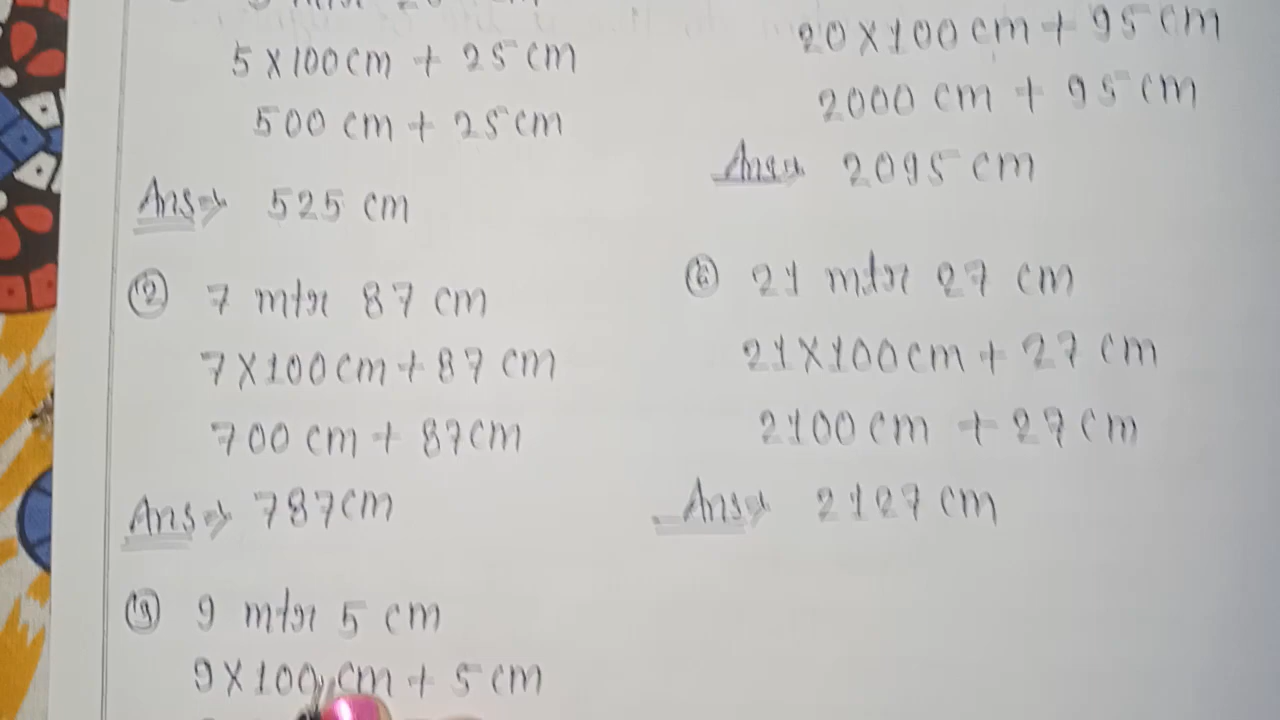 5 × 100 cm + 25 cm
500 cm + 25 cm
Ans→ 525 cm
② 7 mtr 87 cm
7 × 100 cm + 87 cm
700 cm + 87 cm
Ans→ 787 cm
③ 9 mtr 5 cm
9 × 100 cm + 5 cm
20 × 100 cm + 95 cm
2000 cm + 95 cm
Ans→ 2095 cm
⑥ 21 mtr 27 cm
21 × 100 cm + 27 cm
2100 cm + 27 cm
Ans→ 2127 cm